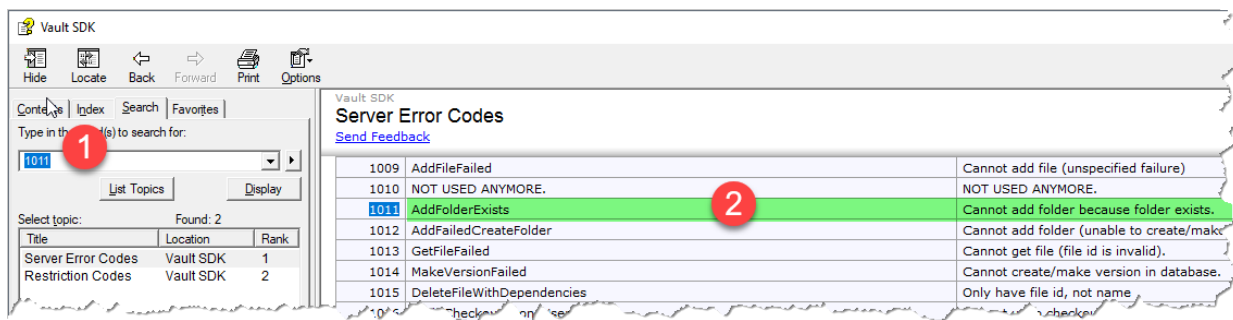 Vault SDK
Hide Locate Back Forward Print Options
Contents Index Search Favorites
Type in the (s) to search for:
1
1011
List Topics Display
Select topic: Found: 2
Title Location Rank
Server Error Codes Vault SDK 1
Restriction Codes Vault SDK 2
Vault SDK
Server Error Codes
Send Feedback
1009 AddFileFailed Cannot add file (unspecified failure)
1010 NOT USED ANYMORE. NOT USED ANYMORE.
2
1011 AddFolderExists Cannot add folder because folder exists.
1012 AddFailedCreateFolder Cannot add folder (unable to create/make
1013 GetFileFailed Cannot get file (file id is invalid).
1014 MakeVersionFailed Cannot create/make version in database.
1015 DeleteFileWithDependencies Only have file id, not name